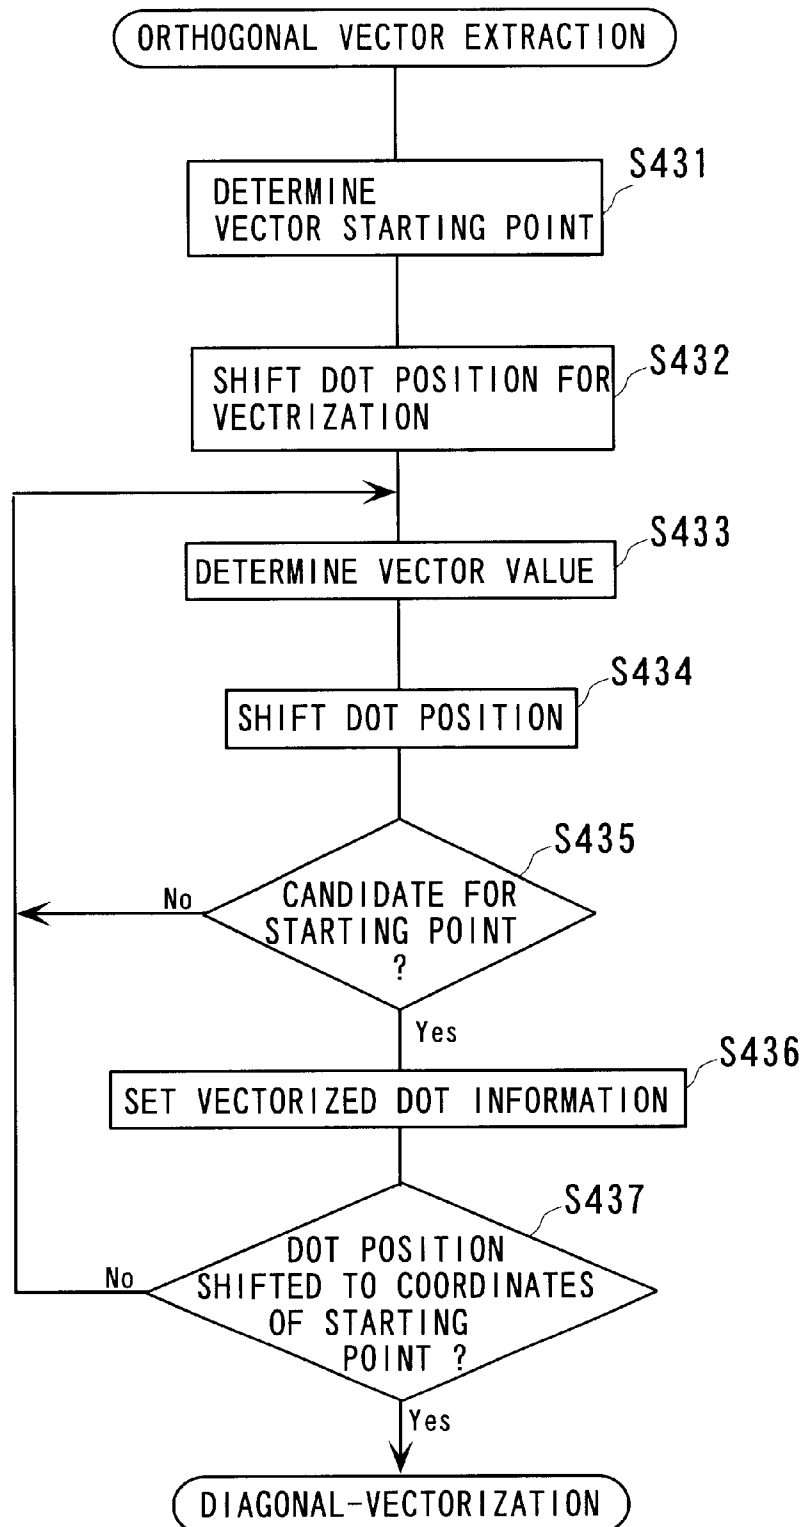 ORTHOGONAL VECTOR EXTRACTION
S431
DETERMINE
VECTOR STARTING POINT
S432
SHIFT DOT POSITION FOR
VECTRIZATION
S433
DETERMINE VECTOR VALUE
S434
SHIFT DOT POSITION
S435
No
CANDIDATE FOR
STARTING POINT
?
Yes
S436
SET VECTORIZED DOT INFORMATION
S437
No
DOT POSITION
SHIFTED TO COORDINATES
OF STARTING
POINT ?
Yes
DIAGONAL-VECTORIZATION